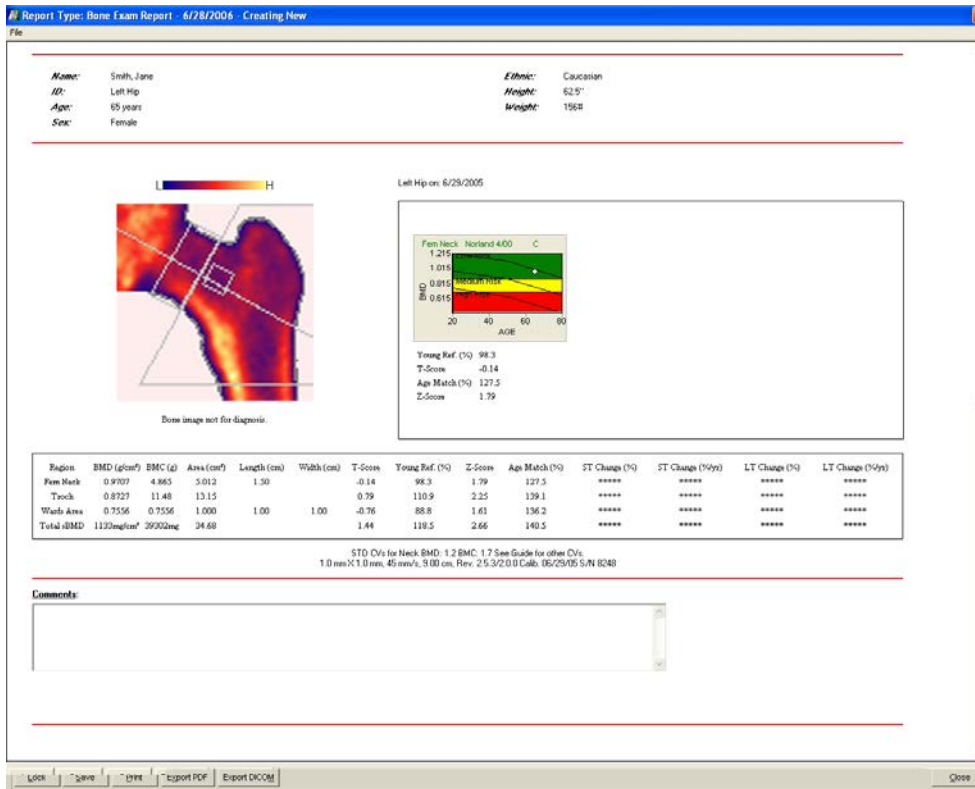 Report Type: Bone Exam Report - 6/28/2006 - Creating New
File
Name: Smith, Jane Ethnic: Caucasian
ID: Left Hip Height: 62.5"
Age: 65 years Weight: 156#
Sex: Female
L H
Left Hip on: 6/29/2005
Fem Neck Norland 4/00 C
1.215
1.015
0.815 Medium Risk
0.615
BMD
20 40 60 80
AGE
Young Ref. (%) 98.3
T-Score -0.14
Age Match (%) 127.5
Z-Score 1.79
Bone image not for diagnosis.
Region BMD (g/cm²) BMC (g) Area (cm²) Length (cm) Width (cm) T-Score Young Ref. (%) Z-Score Age Match (%) ST Change (%) ST Change (%/yr) LT Change (%) LT Change (%/yr)
Fem Neck 0.9707 4.865 5.012 1.50 -0.14 98.3 1.79 127.5 ***** ***** ***** *****
Troch 0.8727 11.48 13.15 0.79 110.9 2.25 139.1 ***** ***** ***** *****
Wards Area 0.7556 0.7556 1.000 1.00 1.00 -0.76 88.8 1.61 136.2 ***** ***** ***** *****
Total sBMD 1133mg/cm² 39302mg 34.68 1.44 118.5 2.66 140.5 ***** ***** ***** *****
STD CVs for Neck BMD: 1.2 BMC: 1.7 See Guide for other CVs.
1.0 mm X 1.0 mm, 45 mm/s, 9.00 cm, Rev. 2.5.3/2.0.0 Calib. 06/29/05 S/N 8248
Comments:
Lock Save Print Export PDF Export DICOM Close